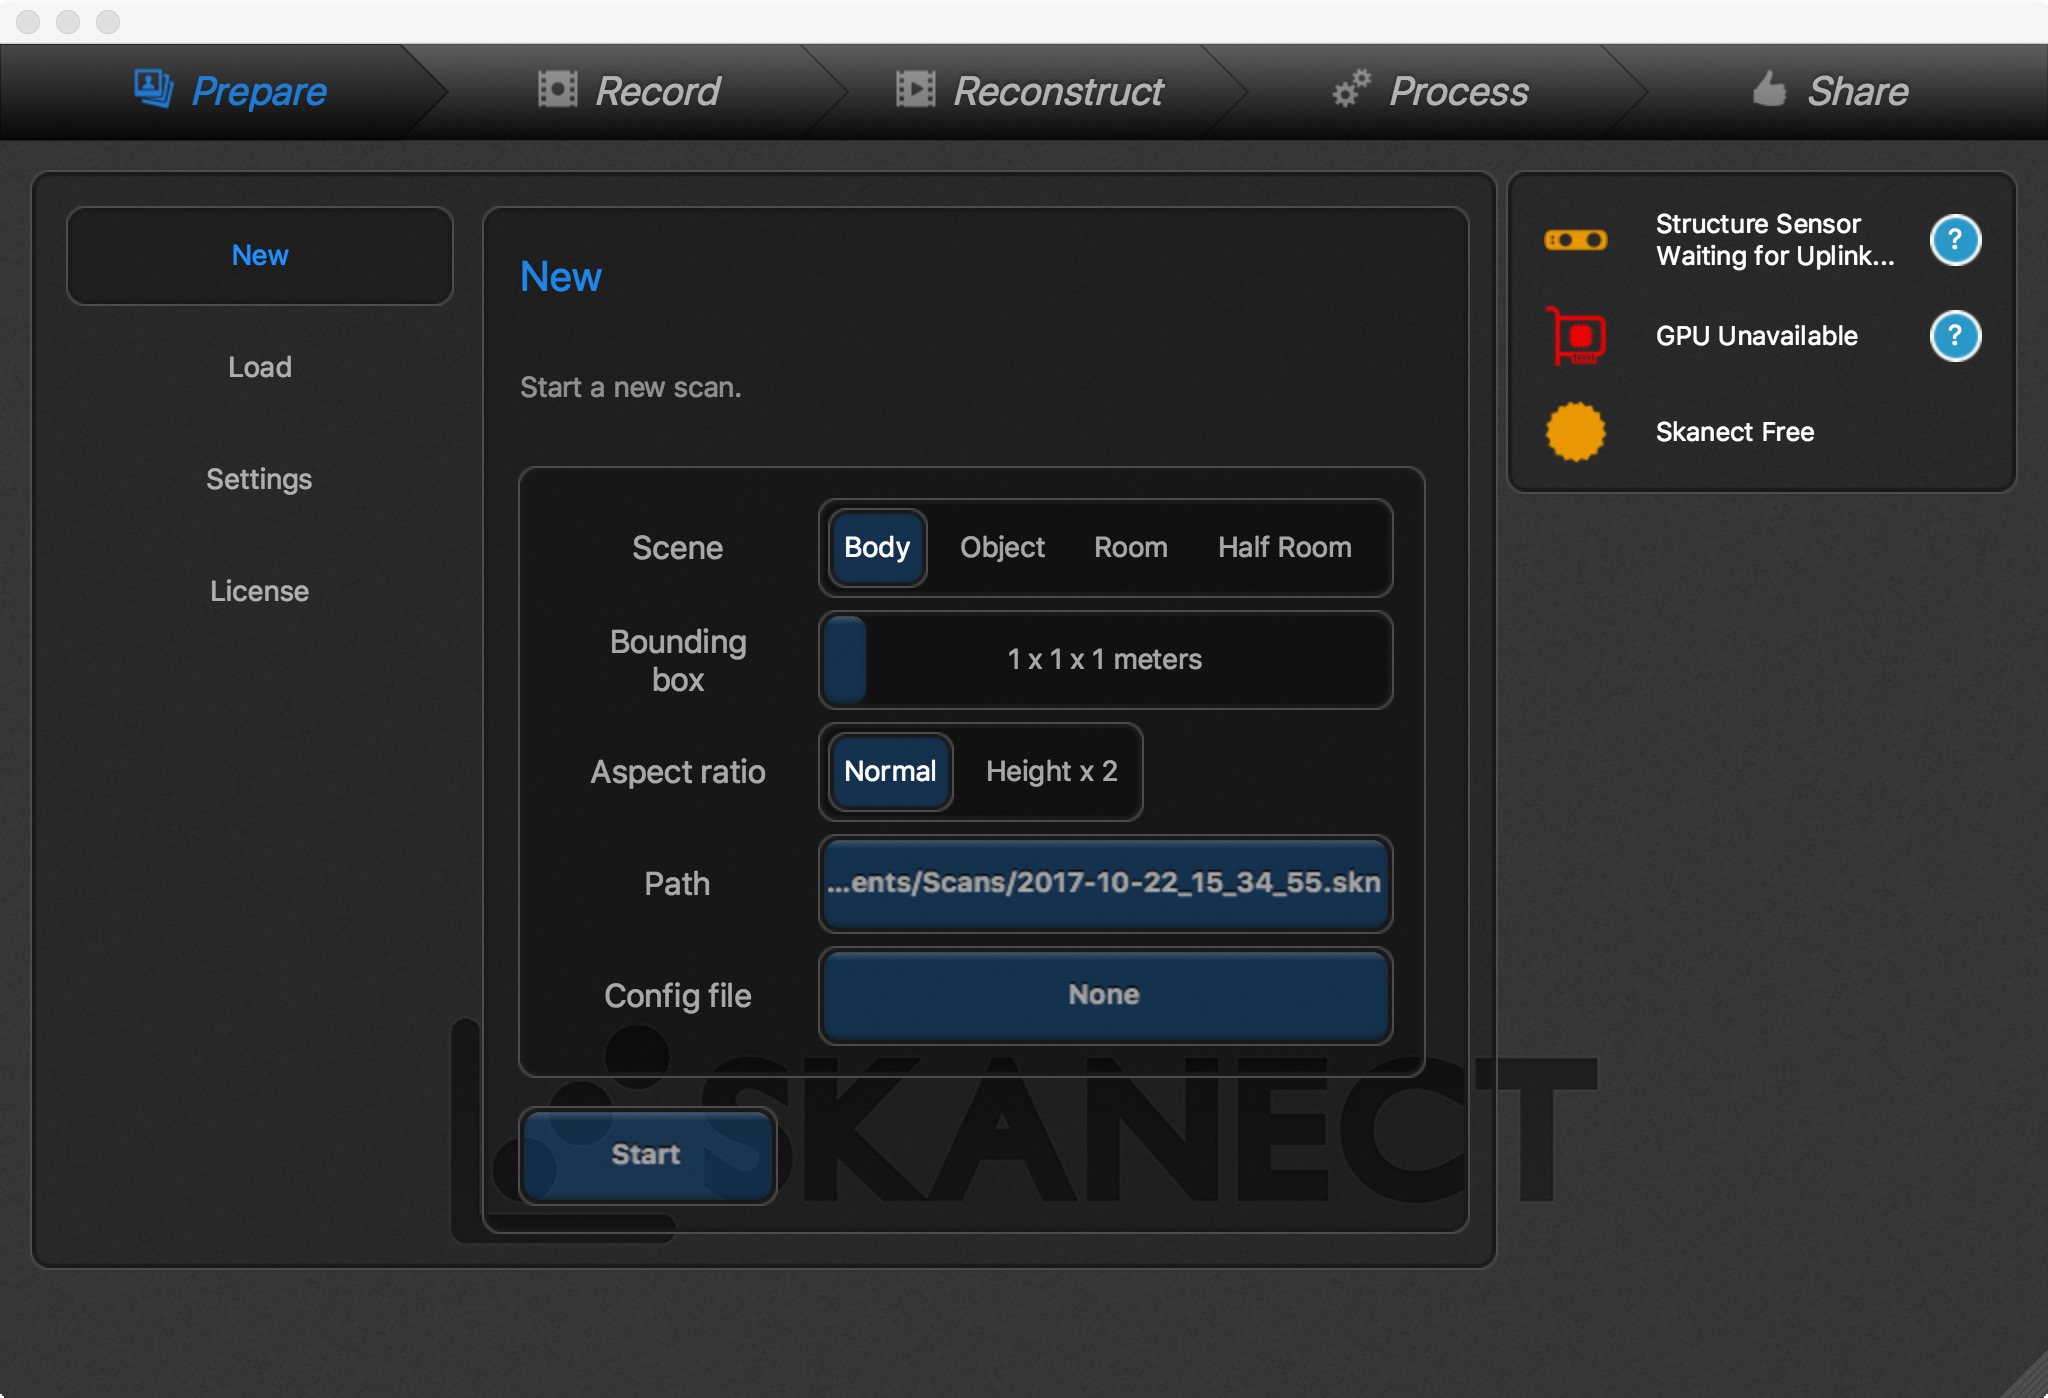 Prepare
Record
Reconstruct
Process
Share
New
Load
Settings
License
New
Start a new scan.
Scene
Body
Object
Room
Half Room
Bounding
box
1 x 1 x 1 meters
Aspect ratio
Normal
Height x 2
Path
...ents/Scans/2017-10-22_15_34_55.skn
Config file
None
Start
SKANECT
Structure Sensor
Waiting for Uplink...
?
GPU Unavailable
?
Skanect Free